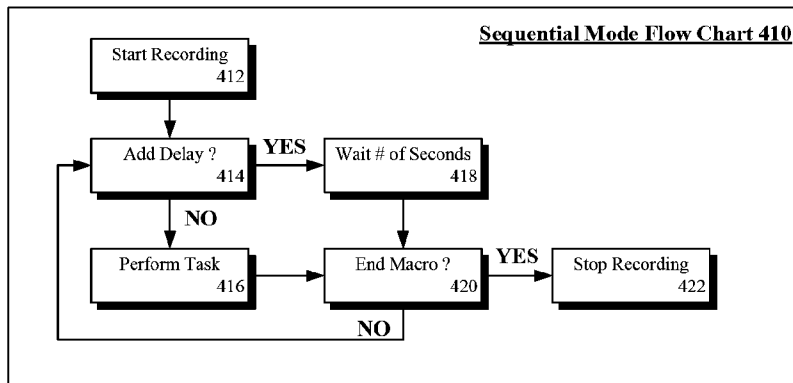 Sequential Mode Flow Chart 410
Start Recording
412
Add Delay ?
414
YES
Wait # of Seconds
418
NO
Perform Task
416
End Macro ?
420
YES
Stop Recording
422
NO